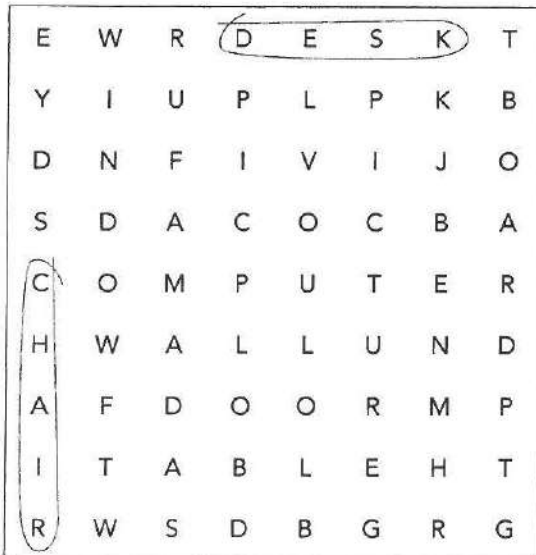 E W R D E S K T
Y I U P L P K B
D N F I V I J O
S D A C O C B A
C O M P U T E R
H W A L L U N D
A F D O O R M P
I T A B L E H T
R W S D B G R G